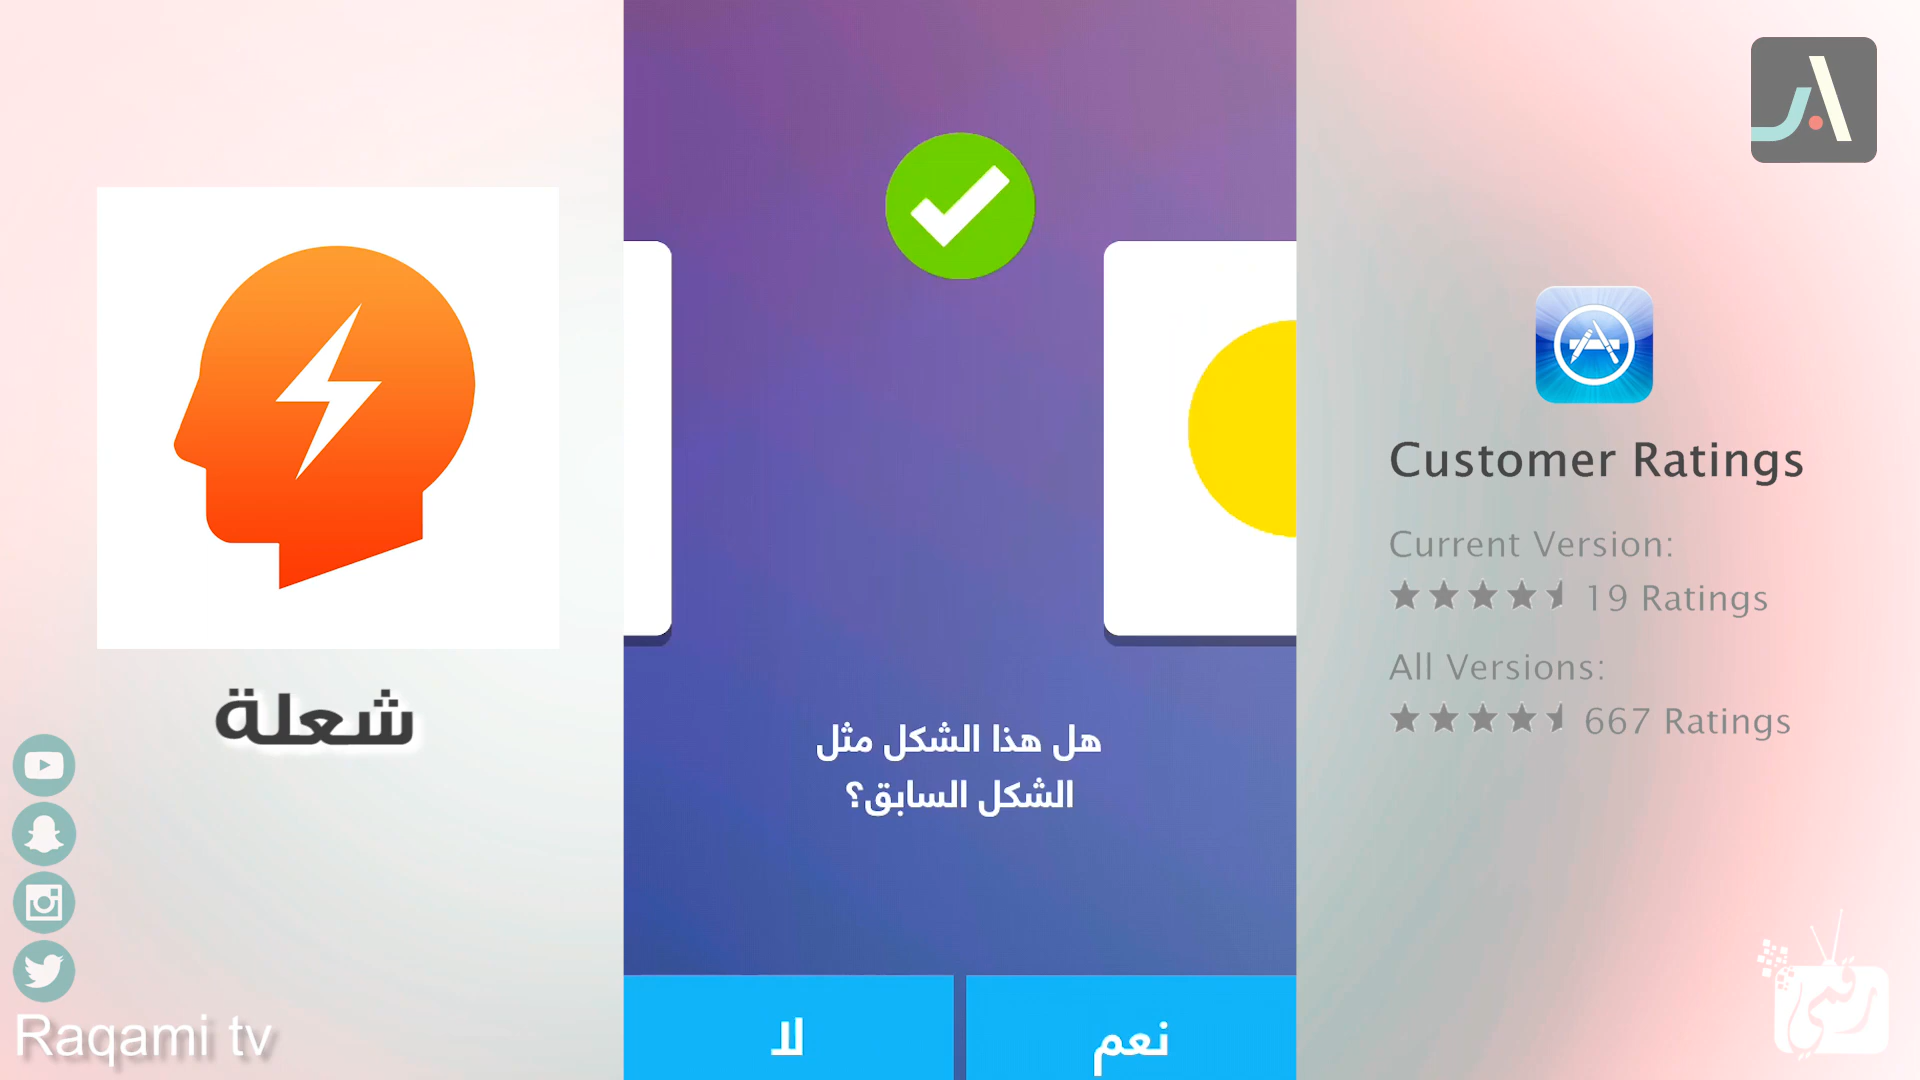 شعلة
هل هذا الشكل مثل
الشكل السابق؟
لا
نعم
Customer Ratings
Current Version:
19 Ratings
All Versions:
667 Ratings
Raqami tv
رقمي